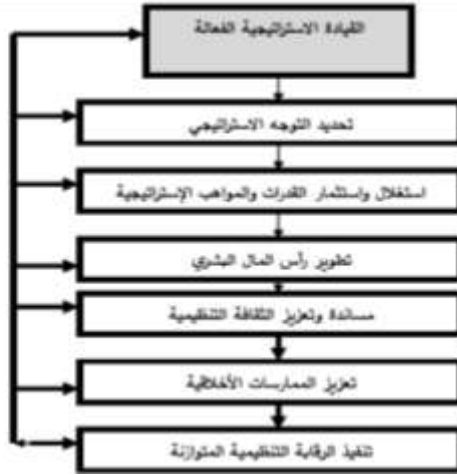 القيادة الاستراتيجية الفعالة
تحديد التوجه الاستراتيجي
استغلال واستثمار القدرات والمواهب الإستراتيجية
تطوير رأس المال البشري
مساندة وتعزيز الثقافة التنظيمية
تعزيز الممارسات الأخلاقية
تنفيذ الرقابة التنظيمية المتوازنة